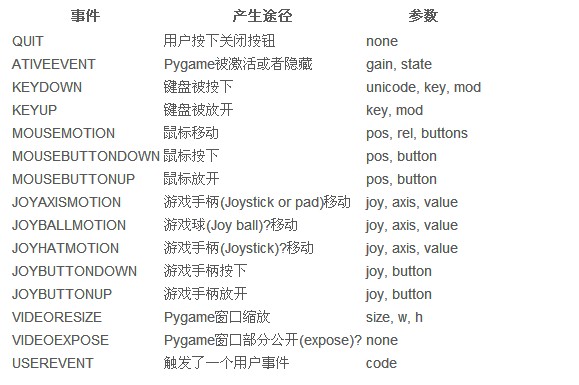 事件 产生途径 参数
QUIT 用户按下关闭按钮 none
ATIVEEVENT Pygame被激活或者隐藏 gain, state
KEYDOWN 键盘被按下 unicode, key, mod
KEYUP 键盘被放开 key, mod
MOUSEMOTION 鼠标移动 pos, rel, buttons
MOUSEBUTTONDOWN 鼠标按下 pos, button
MOUSEBUTTONUP 鼠标放开 pos, button
JOYAXISMOTION 游戏手柄(Joystick or pad)移动 joy, axis, value
JOYBALLMOTION 游戏球(Joy ball)?移动 joy, axis, value
JOYHATMOTION 游戏手柄(Joystick)?移动 joy, axis, value
JOYBUTTONDOWN 游戏手柄按下 joy, button
JOYBUTTONUP 游戏手柄放开 joy, button
VIDEORESIZE Pygame窗口缩放 size, w, h
VIDEOEXPOSE Pygame窗口部分公开(expose)? none
USEREVENT 触发了一个用户事件 code